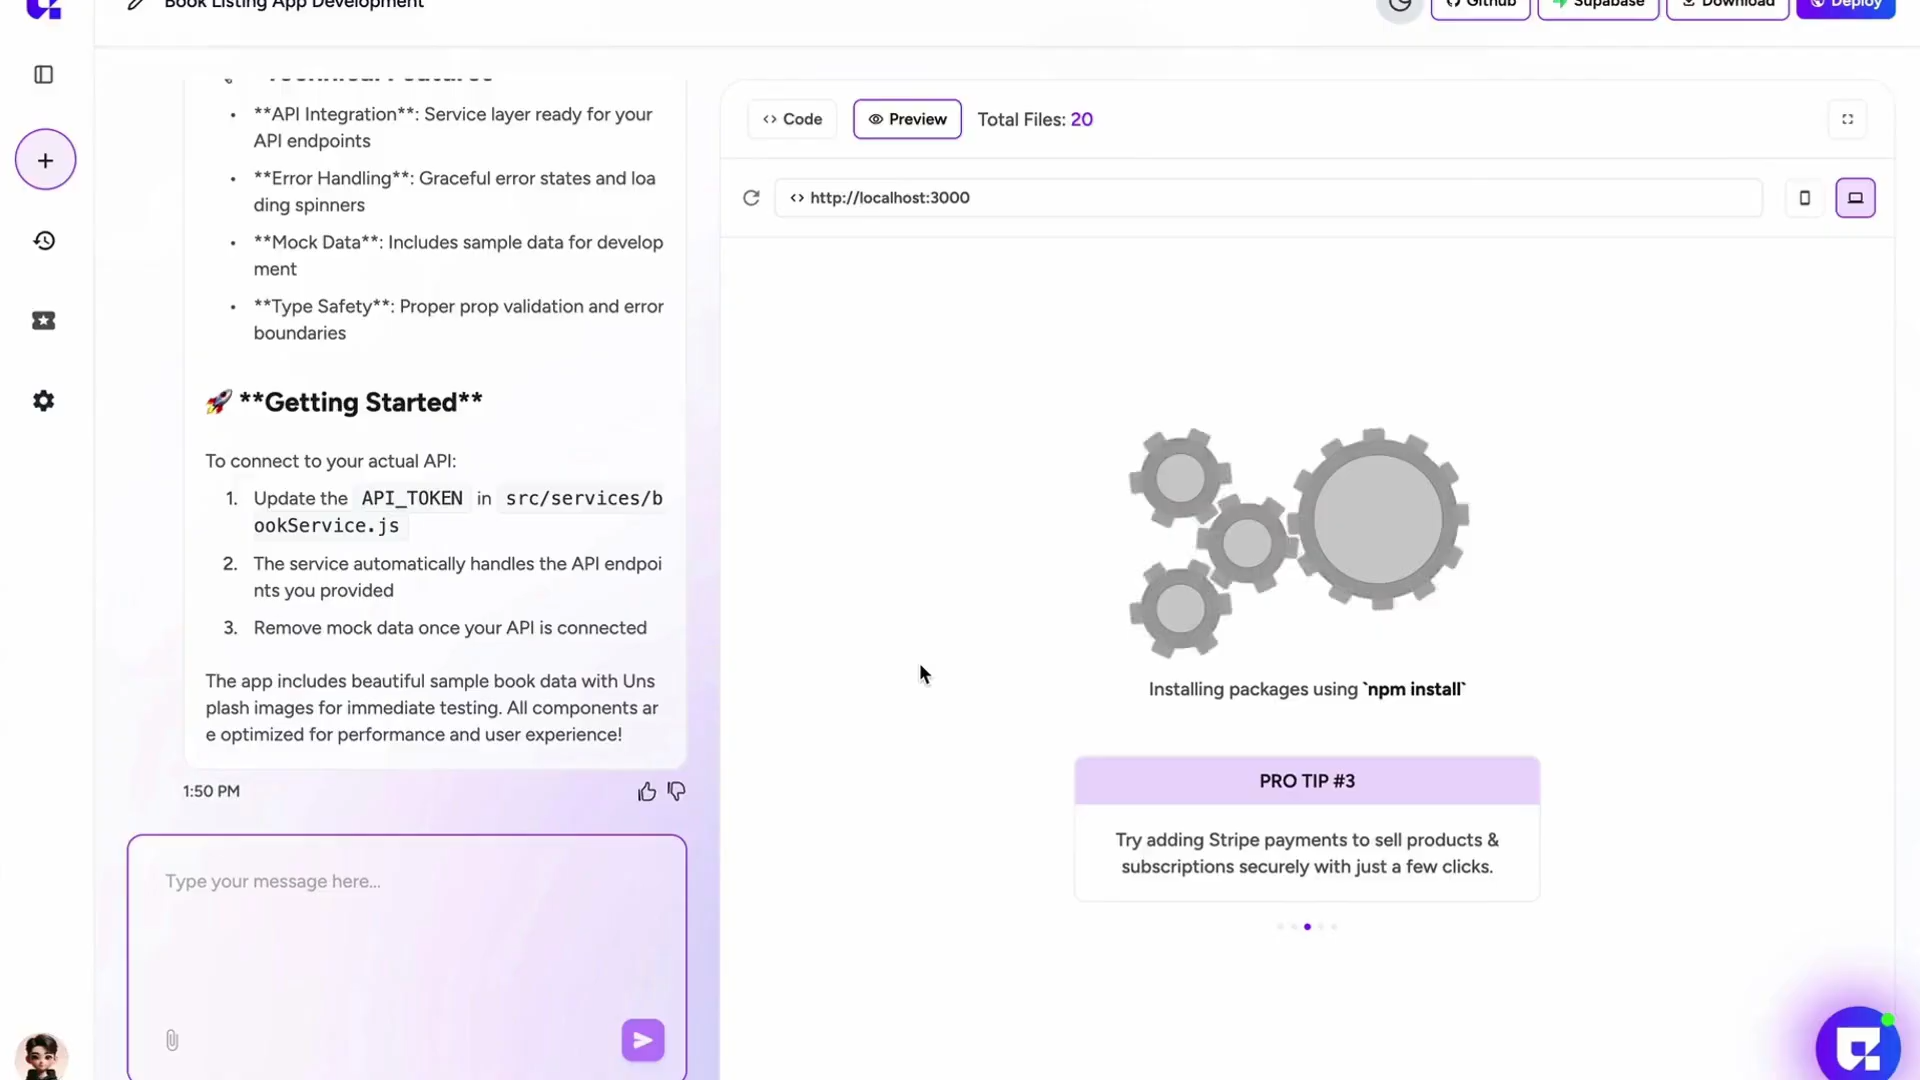 Book Listing App Development
Github
Supabase
Download
Deploy
Technical Features
• **API Integration**: Service layer ready for your
API endpoints
• **Error Handling**: Graceful error states and loa
ding spinners
• **Mock Data**: Includes sample data for develop
ment
• **Type Safety**: Proper prop validation and error
boundaries
🚀 **Getting Started**
To connect to your actual API:
1. Update the API_TOKEN in src/services/b
ookService.js
2. The service automatically handles the API endpoi
nts you provided
3. Remove mock data once your API is connected
The app includes beautiful sample book data with Uns
plash images for immediate testing. All components ar
e optimized for performance and user experience!
1:50 PM
Type your message here...
<> Code
Preview
Total Files: 20
<> http://localhost:3000
Installing packages using `npm install`
PRO TIP #3
Try adding Stripe payments to sell products &
subscriptions securely with just a few clicks.